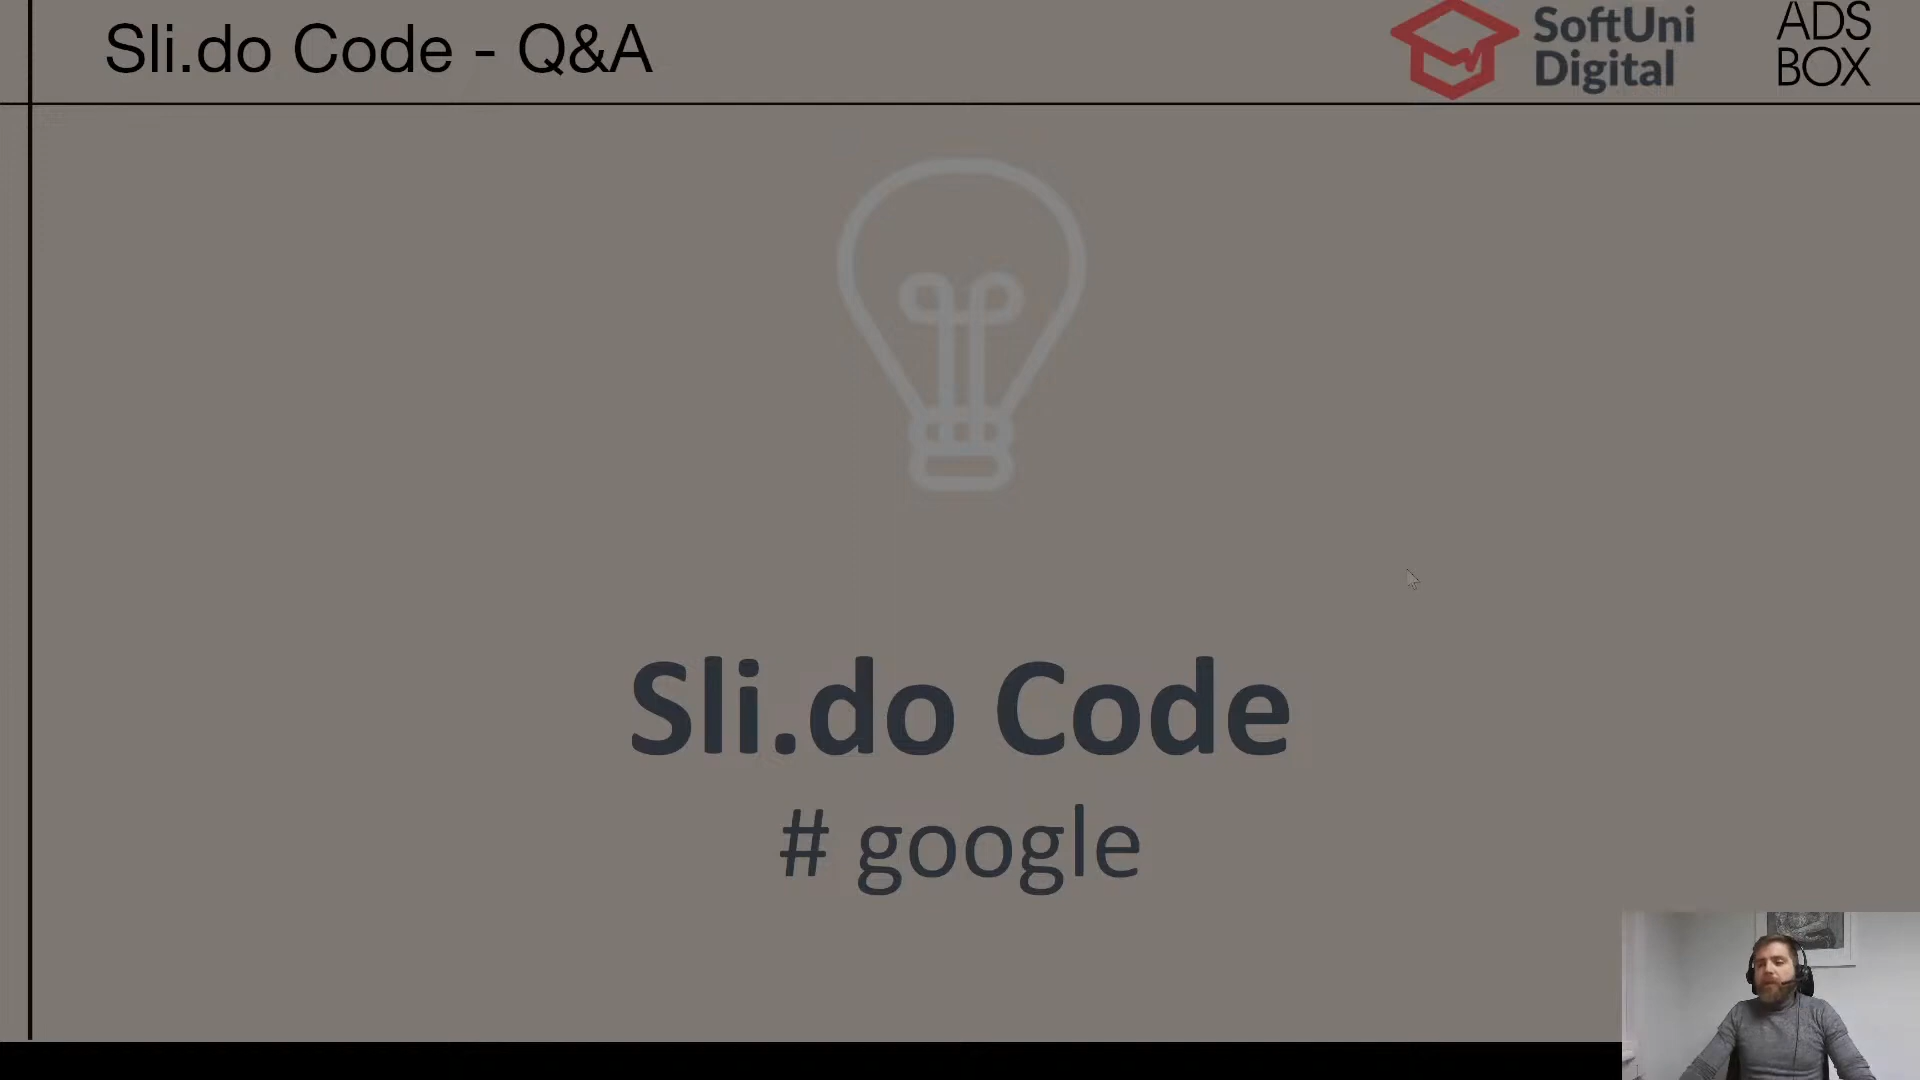 Sli.do Code - Q&A
SoftUni
Digital
ADS
BOX
Sli.do Code
# google